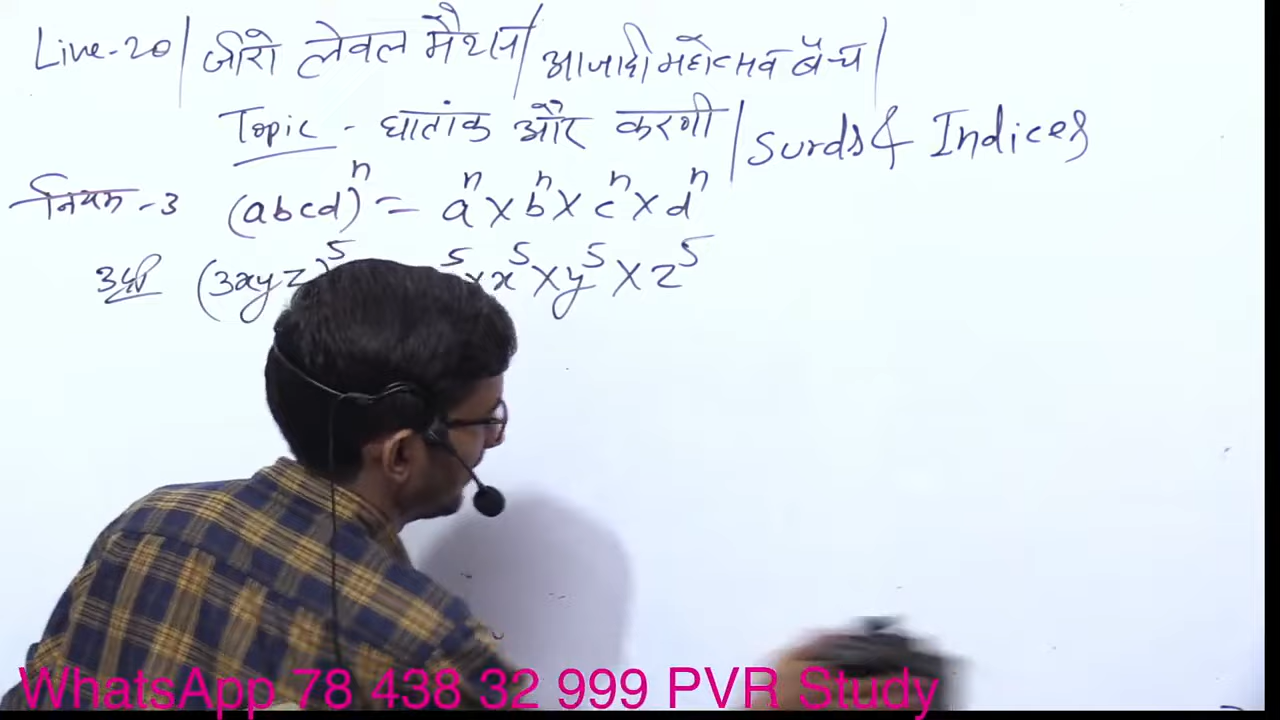 Live-20 / जीरो लेवल मैथ्स / आजादी महोत्सव बैच /
Topic - घातांक और करणी / Surds & Indices
नियम -3 (abcd)ⁿ = aⁿ × bⁿ × cⁿ × dⁿ
(3xyz)⁵ ⁵ × x⁵ × y⁵ × z⁵
WhatsApp 78 438 32 999 PVR Study